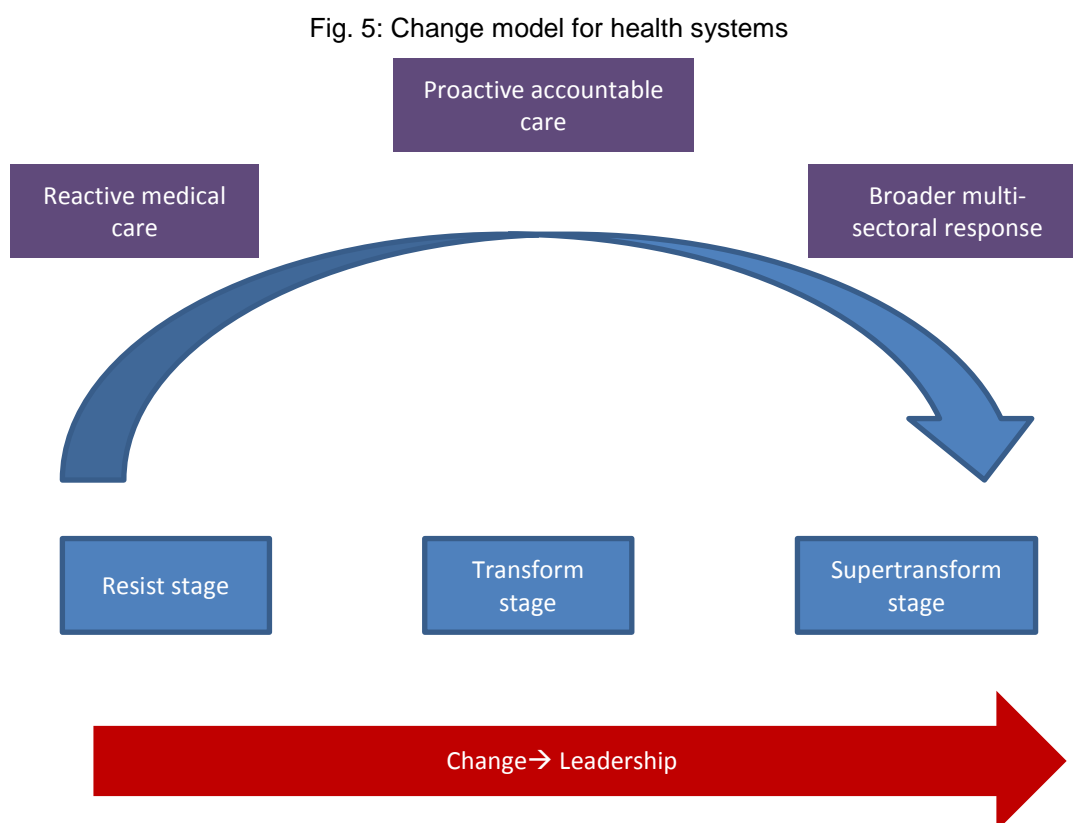 Fig. 5: Change model for health systems
Proactive accountable
care
Reactive medical
care
Broader multi-
sectoral response
Resist stage
Transform
stage
Supertransform
stage
Change→ Leadership